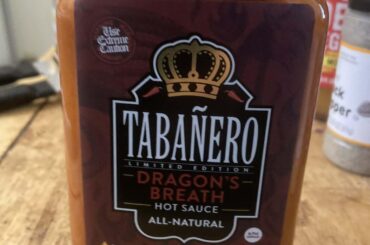 Use
Extreme
Caution
TABAÑERO
LIMITED EDITION
DRAGON'S
BREATH
HOT SAUCE
ALL-NATURAL